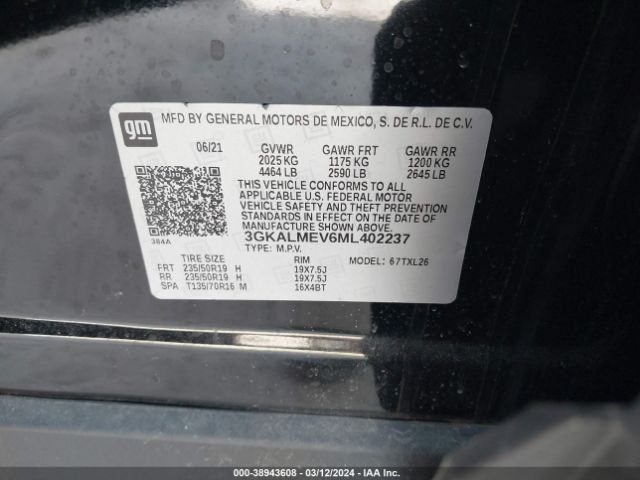 gm
MFD BY GENERAL MOTORS DE MEXICO, S. DE R.L. DE C.V.
06/21 GVWR GAWR FRT GAWR RR
2025 KG 1175 KG 1200 KG
4464 LB 2590 LB 2645 LB
THIS VEHICLE CONFORMS TO ALL
APPLICABLE U.S. FEDERAL MOTOR
VEHICLE SAFETY AND THEFT PREVENTION
STANDARDS IN EFFECT ON THE DATE OF
MANUFACTURE SHOWN ABOVE.
384A 3GKALMEV6ML402237
TYPE: M.P.V.
TIRE SIZE RIM MODEL: 67TXL26
FRT 235/50R19 H 19X7.5J
RR 235/50R19 H 19X7.5J
SPA T135/70R16 M 16X4BT
000-38943608 - 03/12/2024 - IAA Inc.